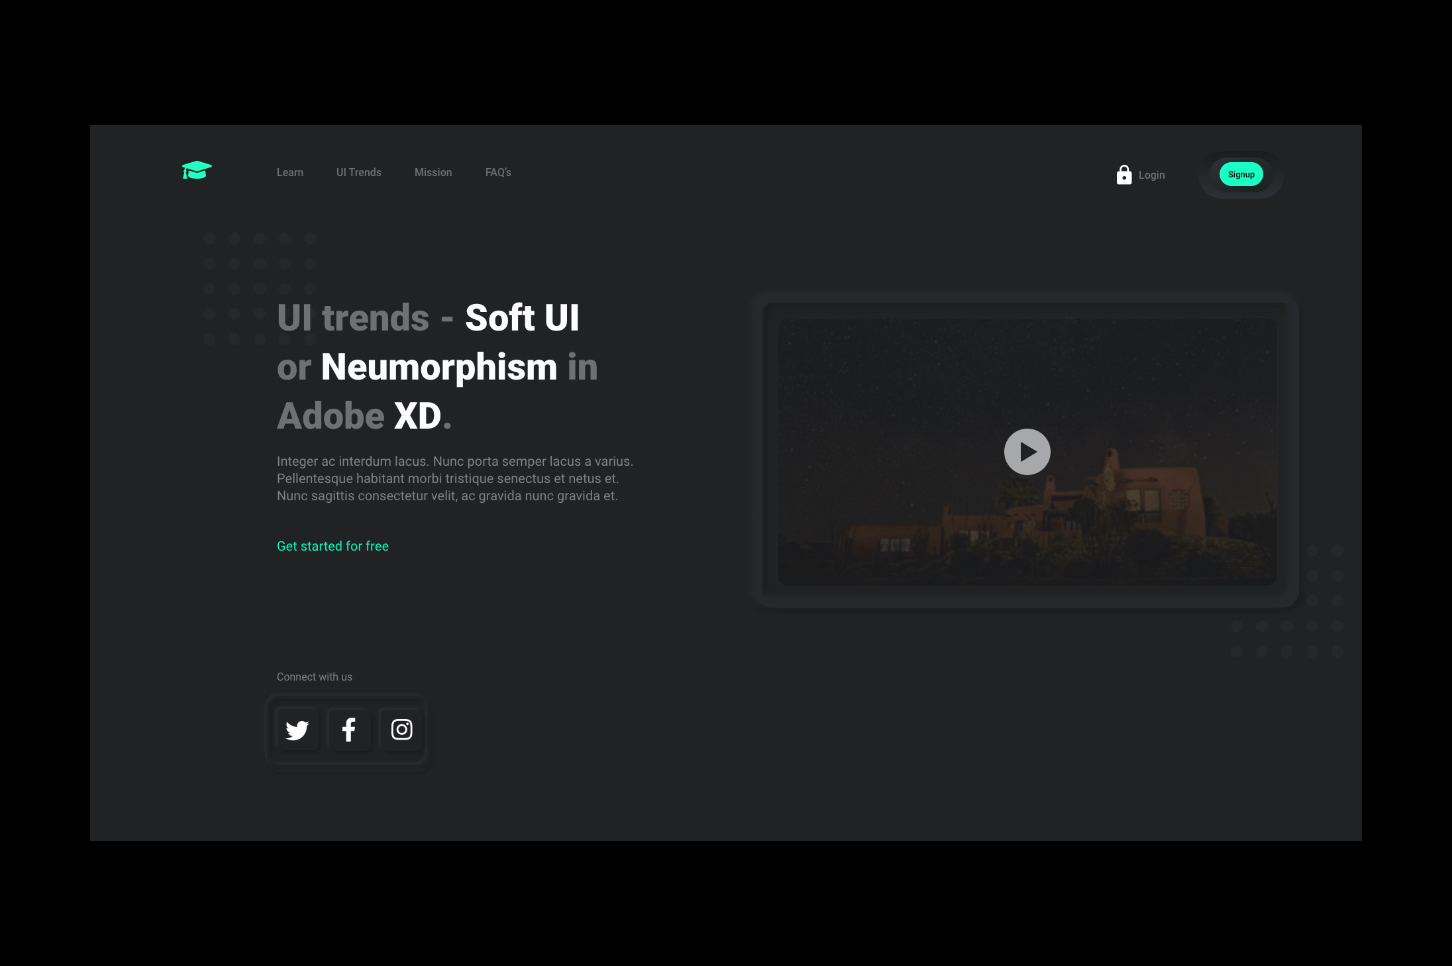 Learn
UI Trends
Mission
FAQ's
Login
Signup
UI trends - Soft UI
or Neumorphism in
Adobe XD.
Integer ac interdum lacus. Nunc porta semper lacus a varius.
Pellentesque habitant morbi tristique senectus et netus et.
Nunc sagittis consectetur velit, ac gravida nunc gravida et.
Get started for free
Connect with us